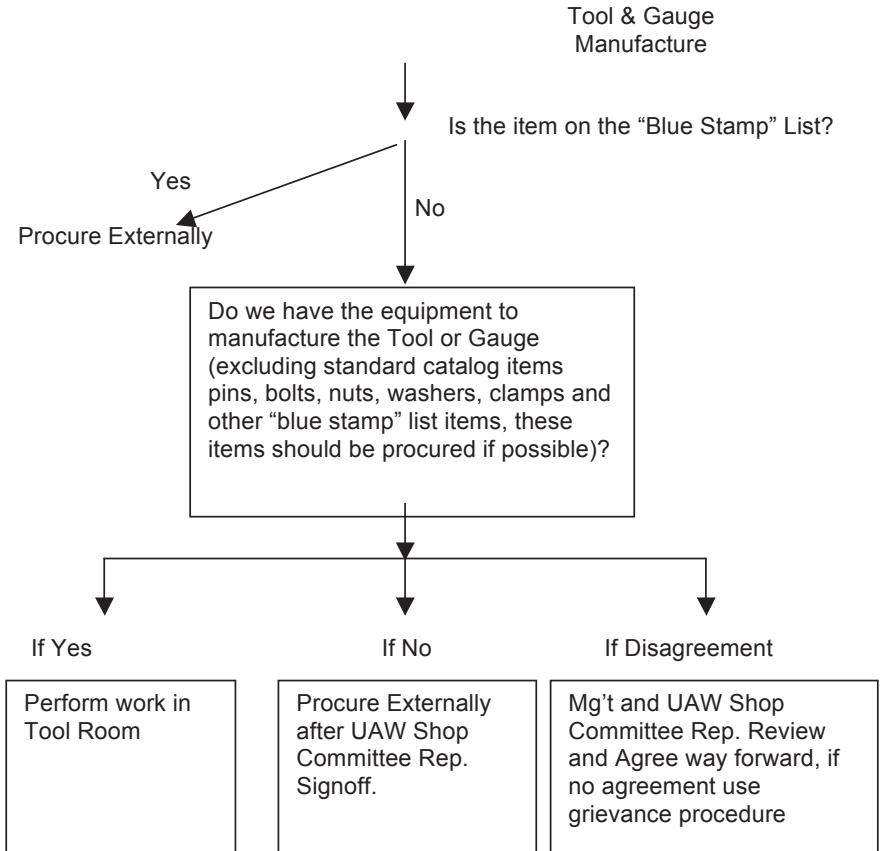 Tool & Gauge
Manufacture
Is the item on the “Blue Stamp” List?
Yes
No
Procure Externally
Do we have the equipment to
manufacture the Tool or Gauge
(excluding standard catalog items
pins, bolts, nuts, washers, clamps and
other “blue stamp” list items, these
items should be procured if possible)?
If Yes
If No
If Disagreement
Perform work in
Tool Room
Procure Externally
after UAW Shop
Committee Rep.
Signoff.
Mg’t and UAW Shop
Committee Rep. Review
and Agree way forward, if
no agreement use
grievance procedure